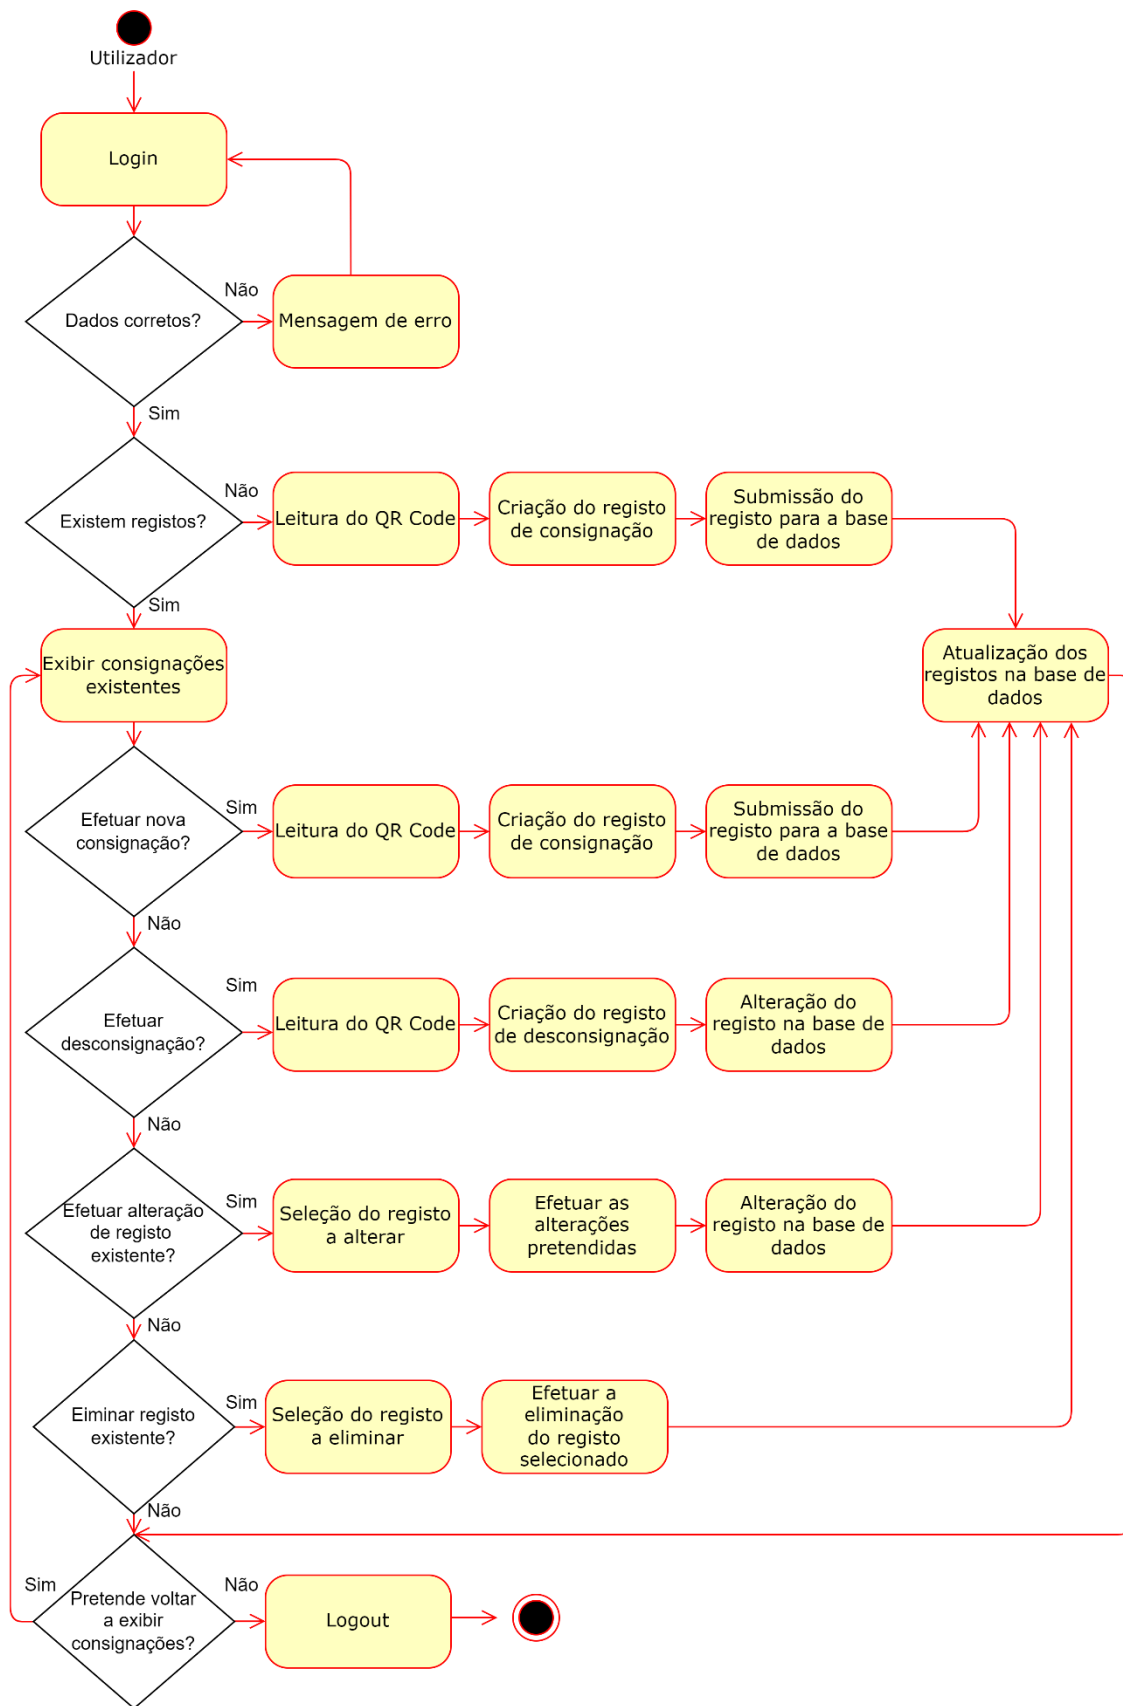 Utilizador
Login
Dados corretos?
Não
Mensagem de erro
Sim
Existem registos?
Não
Leitura do QR Code
Criação do registo
de consignação
Submissão do
registo para a base
de dados
Sim
Exibir consignações
existentes
Atualização dos
registos na base de
dados
Efetuar nova
consignação?
Sim
Leitura do QR Code
Criação do registo
de consignação
Submissão do
registo para a base
de dados
Não
Efetuar
desconsignação?
Sim
Leitura do QR Code
Criação do registo
de desconsignação
Alteração do
registo na base de
dados
Não
Efetuar alteração
de registo
existente?
Sim
Seleção do registo
a alterar
Efetuar as
alterações
pretendidas
Alteração do
registo na base de
dados
Não
Eiminar registo
existente?
Sim
Seleção do registo
a eliminar
Efetuar a
eliminação
do registo
selecionado
Não
Sim
Pretende voltar
a exibir
consignações?
Não
Logout